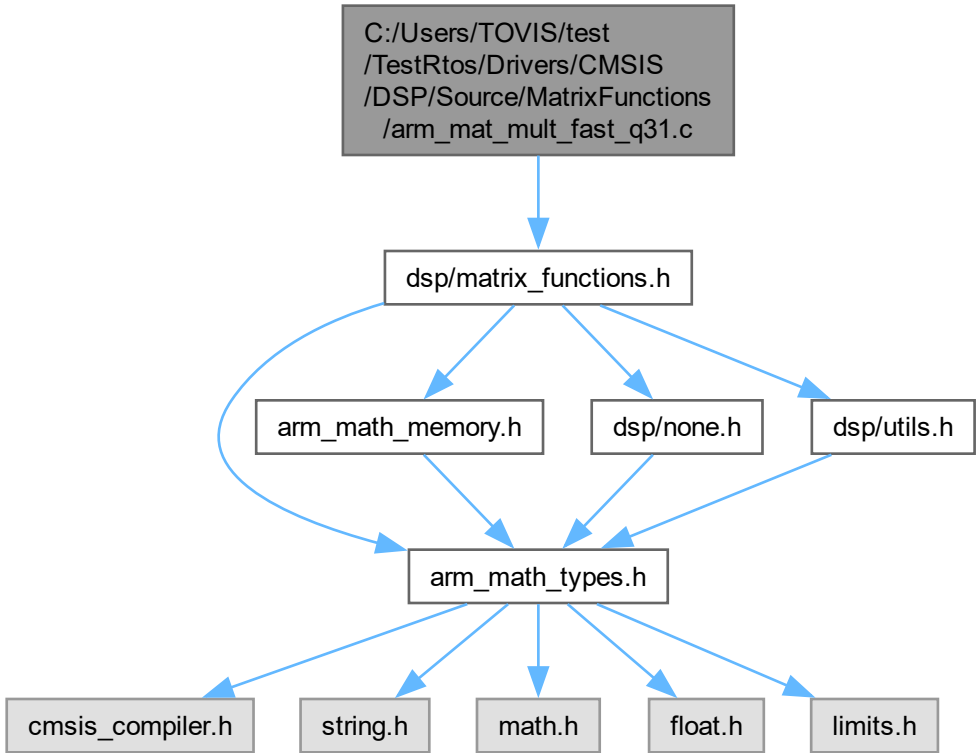 C:/Users/TOVIS/test
/TestRtos/Drivers/CMSIS
/DSP/Source/MatrixFunctions
/arm_mat_mult_fast_q31.c
dsp/matrix_functions.h
arm_math_memory.h
dsp/none.h
dsp/utils.h
arm_math_types.h
cmsis_compiler.h
string.h
math.h
float.h
limits.h